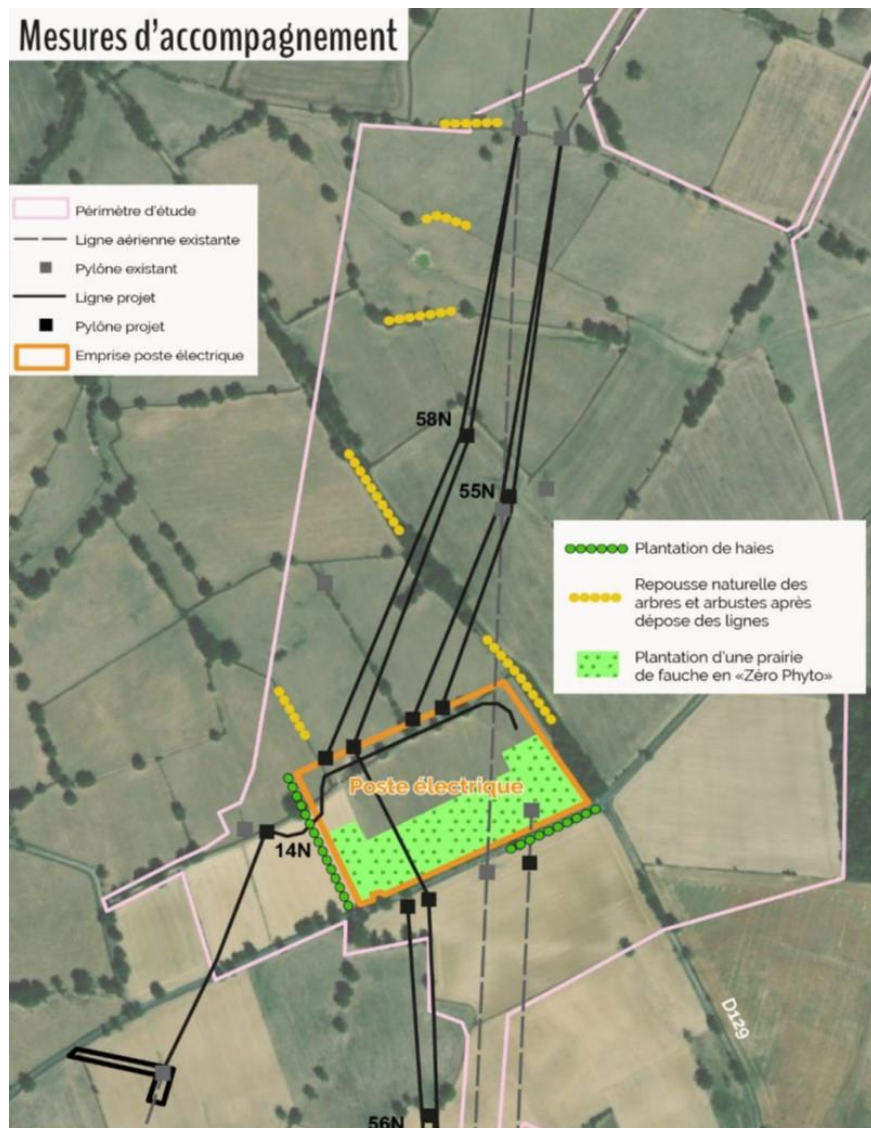 Mesures d'accompagnement
Périmètre d'étude
Ligne aérienne existante
Pylône existant
Ligne projet
Pylône projet
Emprise poste électrique
58N
55N
Plantation de haies
Repousse naturelle des
arbres et arbustes après
dépose des lignes
Plantation d'une prairie
de fauche en «Zéro Phyto»
Poste électrique
14N
D129
56N